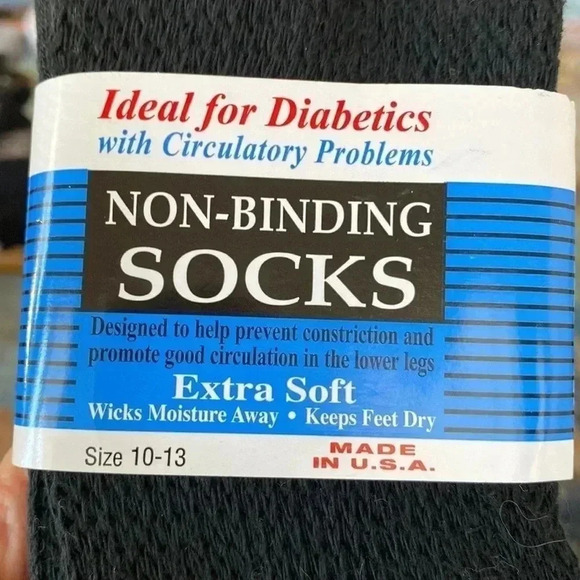 Ideal for Diabetics
with Circulatory Problems
NON-BINDING
SOCKS
Designed to help prevent constriction and
promote good circulation in the lower legs
Extra Soft
Wicks Moisture Away • Keeps Feet Dry
Size 10-13
MADE
IN U.S.A.